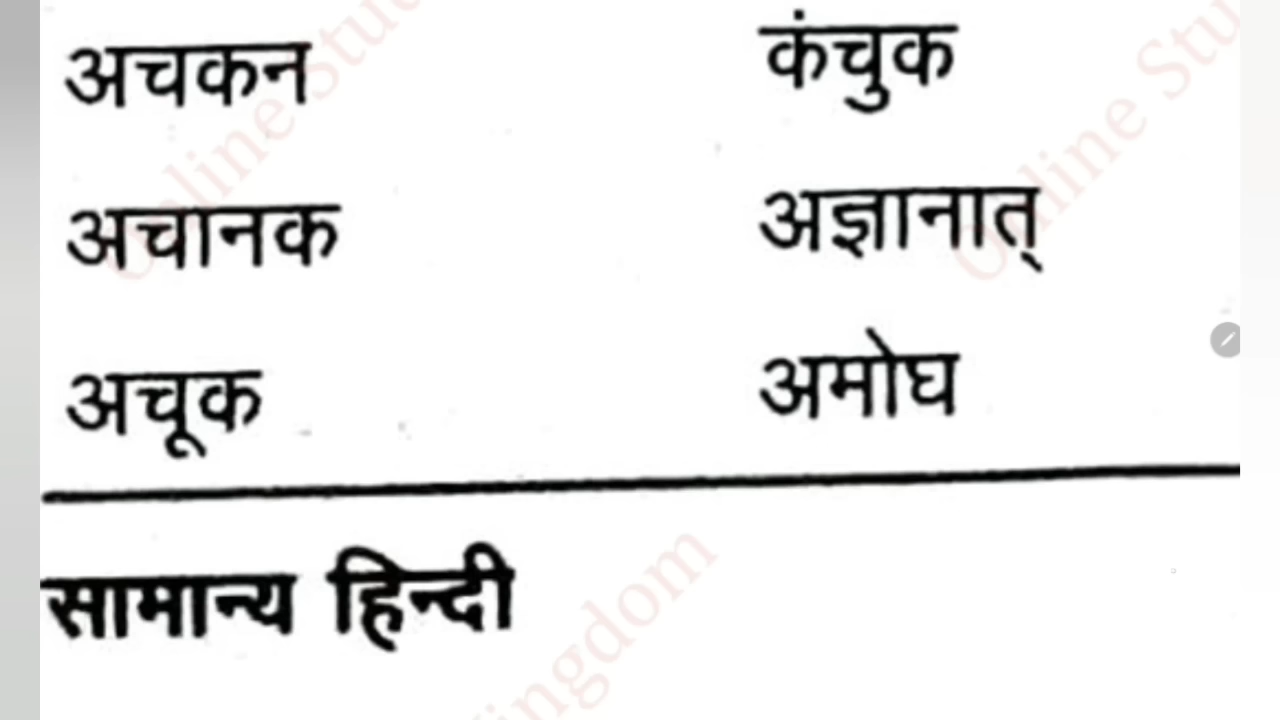 अचकन कंचुक
अचानक अज्ञानात्
अचूक अमोघ
सामान्य हिन्दी